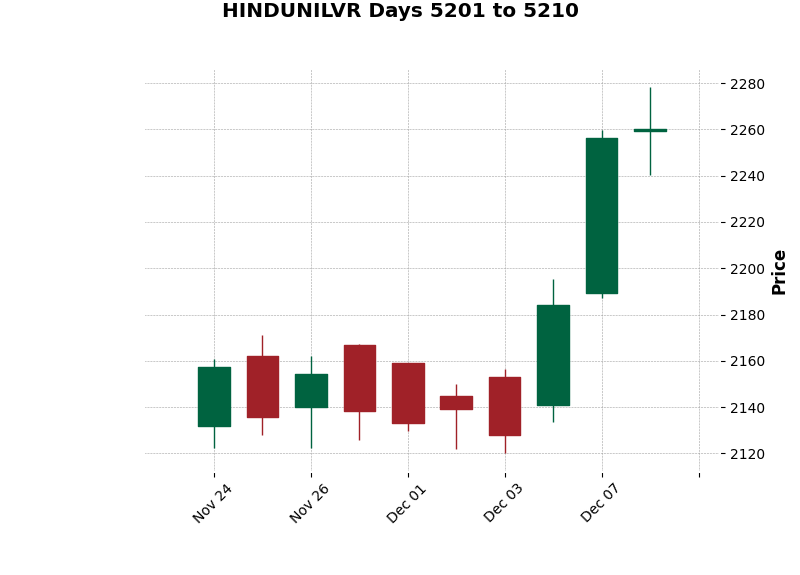 HINDUNILVR Days 5201 to 5210
2280
2260
2240
2220
2200
2180
2160
2140
2120
Price
Nov 24
Nov 26
Dec 01
Dec 03
Dec 07